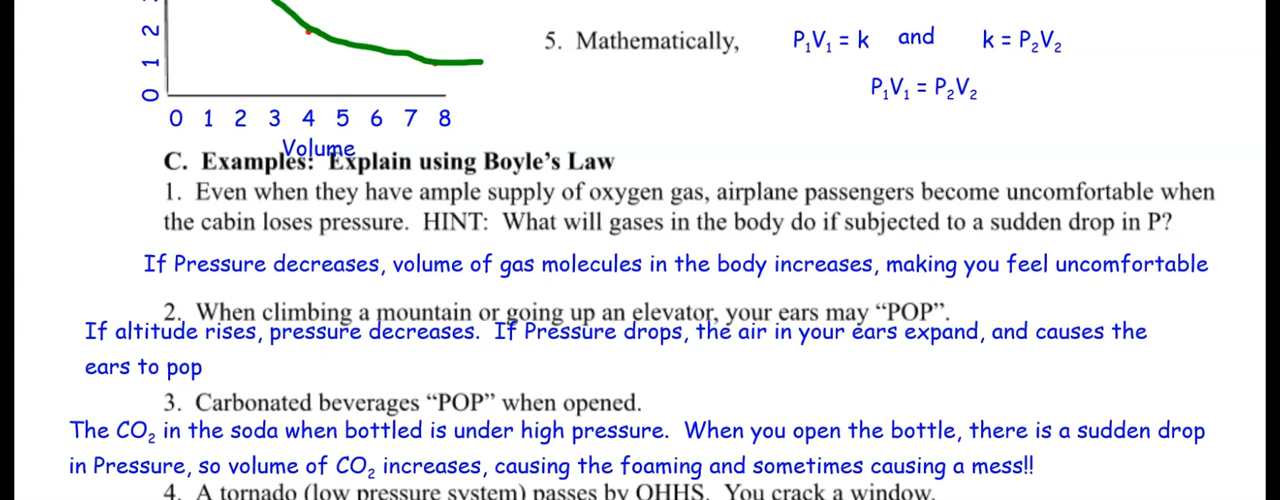 2
1
0
5. Mathematically, P₁V₁ = k and k = P₂V₂
P₁V₁ = P₂V₂
0 1 2 3 4 5 6 7 8
Volume
C. Examples: Explain using Boyle's Law
1. Even when they have ample supply of oxygen gas, airplane passengers become uncomfortable when
the cabin loses pressure. HINT: What will gases in the body do if subjected to a sudden drop in P?
If Pressure decreases, volume of gas molecules in the body increases, making you feel uncomfortable
2. When climbing a mountain or going up an elevator, your ears may “POP”.
If altitude rises, pressure decreases. If Pressure drops, the air in your ears expand, and causes the
ears to pop
3. Carbonated beverages “POP” when opened.
The CO₂ in the soda when bottled is under high pressure. When you open the bottle, there is a sudden drop
in Pressure, so volume of CO₂ increases, causing the foaming and sometimes causing a mess!!
4. A tornado (low pressure system) passes by OHHS. You crack a window.